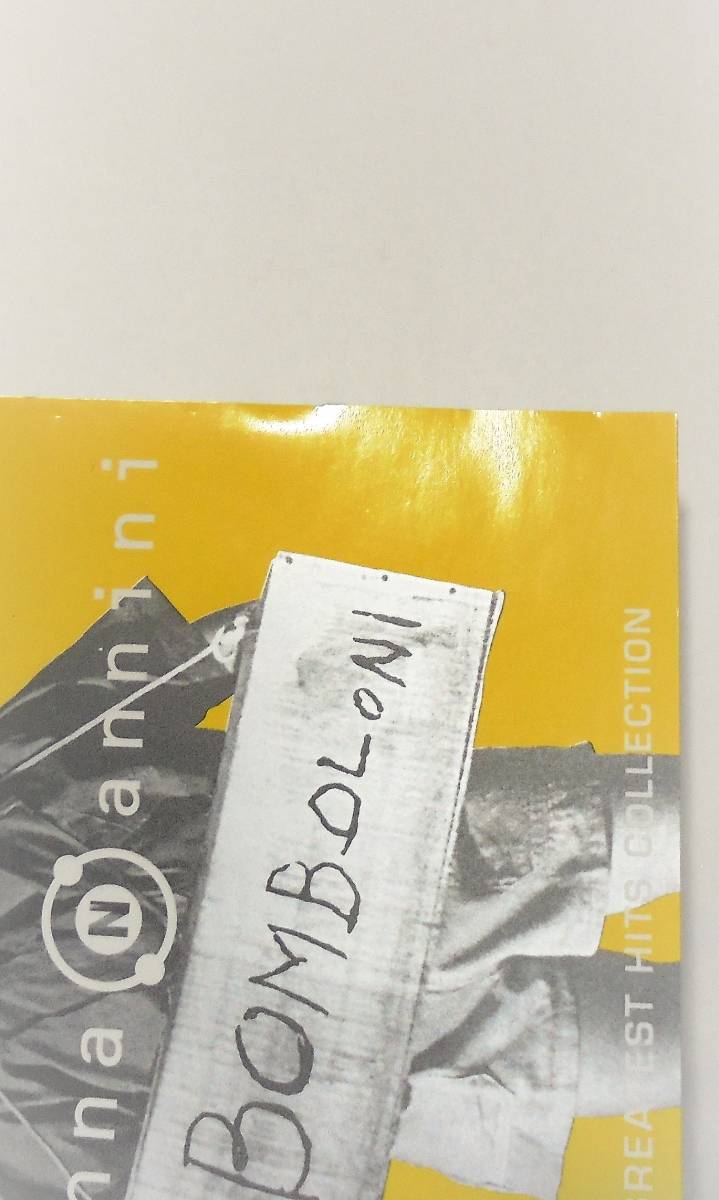 nna N annini
BOMBOLONI
REATEST HITS COLLECTION